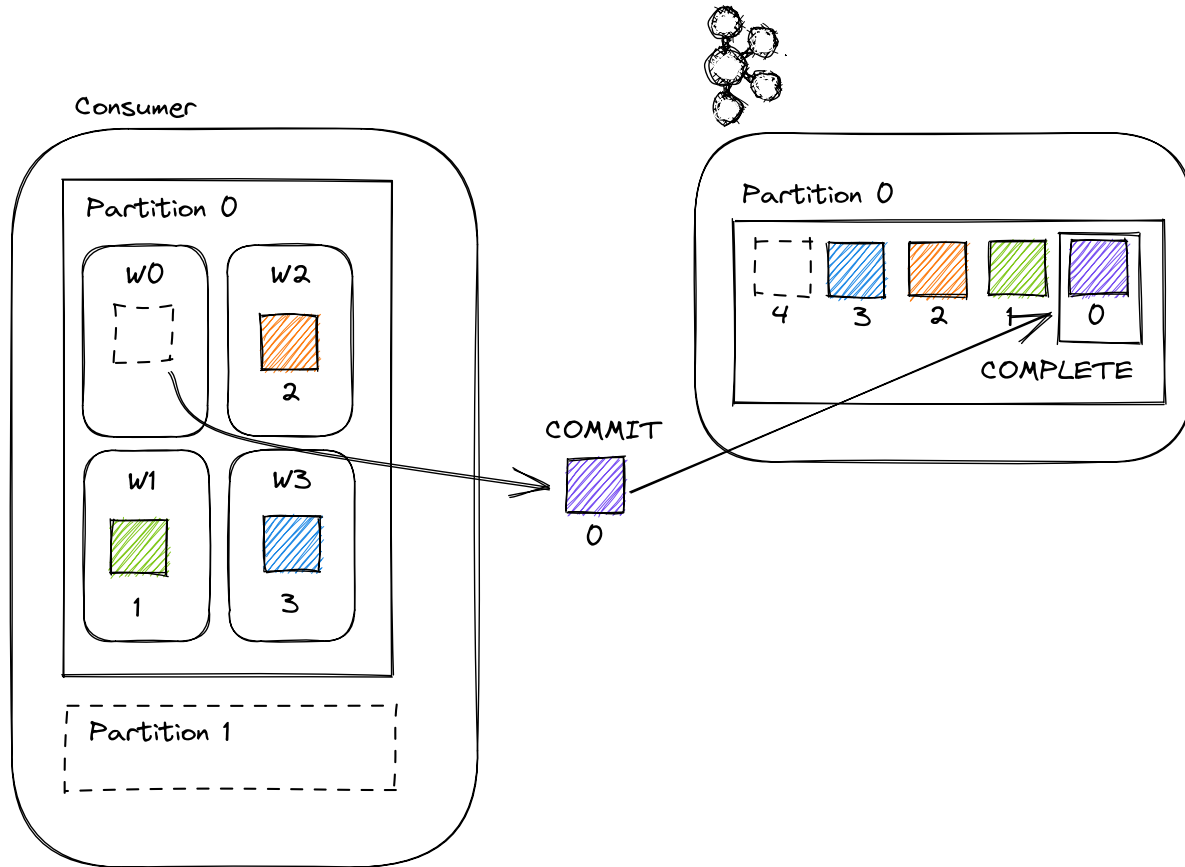 Consumer
Partition 0
W0
W2
2
W1
W3
1
3
Partition 1
COMMIT
0
Partition 0
4 3 2 1 0
COMPLETE